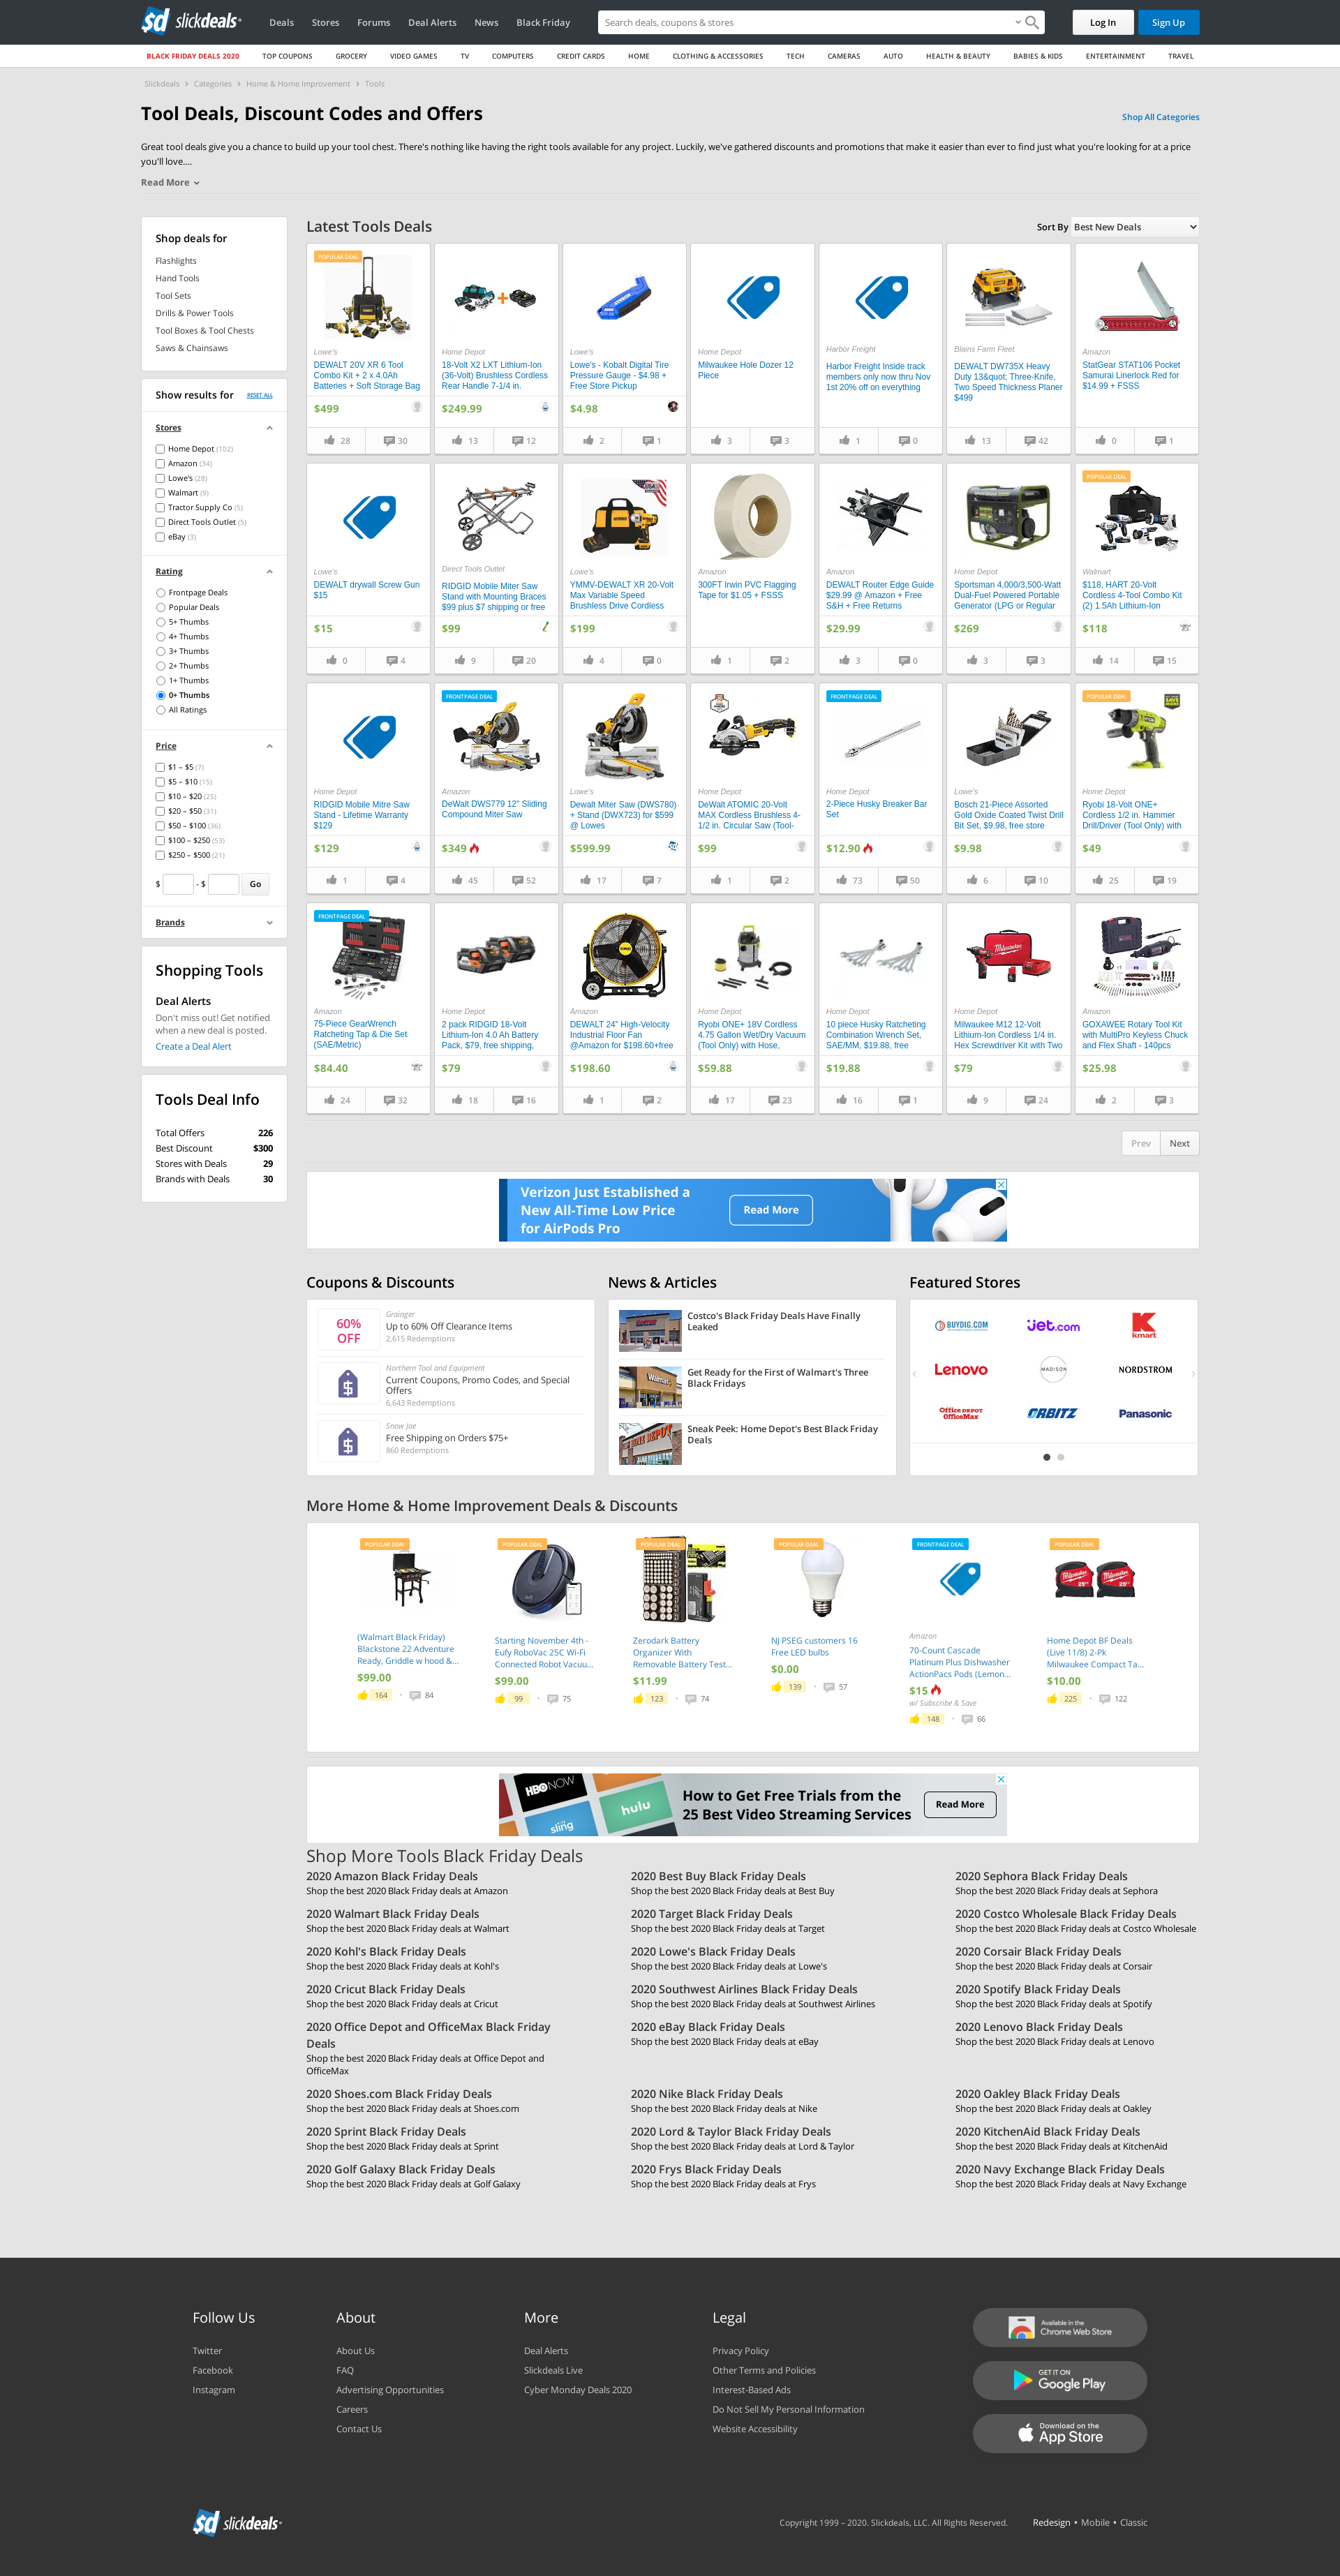 slickdeals
Deals
Stores
Forums
Deal Alerts
News
Black Friday
Search deals, coupons & stores
Log In
Sign Up
BLACK FRIDAY DEALS 2020
TOP COUPONS
GROCERY
VIDEO GAMES
TV
COMPUTERS
CREDIT CARDS
HOME
CLOTHING & ACCESSORIES
TECH
CAMERAS
AUTO
HEALTH & BEAUTY
BABIES & KIDS
ENTERTAINMENT
TRAVEL
Slickdeals > Categories > Home & Home Improvement > Tools
Tool Deals, Discount Codes and Offers
Shop All Categories
Great tool deals give you a chance to build up your tool chest. There's nothing like having the right tools available for any project. Luckily, we've gathered discounts and promotions that make it easier than ever to find just what you're looking for at a price
you'll love....
Read More
Shop deals for
Flashlights
Hand Tools
Tool Sets
Drills & Power Tools
Tool Boxes & Tool Chests
Saws & Chainsaws
Show results for
RESET ALL
Stores
Home Depot (102)
Amazon (34)
Lowe's (28)
Walmart (9)
Tractor Supply Co (5)
Direct Tools Outlet (5)
eBay (3)
Rating
Frontpage Deals
Popular Deals
5+ Thumbs
4+ Thumbs
3+ Thumbs
2+ Thumbs
1+ Thumbs
0+ Thumbs
All Ratings
Price
$1 – $5 (7)
$5 – $10 (15)
$10 – $20 (25)
$20 – $50 (31)
$50 – $100 (36)
$100 – $250 (53)
$250 – $500 (21)
$ - $ Go
Brands
Shopping Tools
Deal Alerts
Don't miss out! Get notified
when a new deal is posted.
Create a Deal Alert
Tools Deal Info
Total Offers 226
Best Discount $300
Stores with Deals 29
Brands with Deals 30
Latest Tools Deals
Sort By Best New Deals
POPULAR DEAL
Lowe's
DEWALT 20V XR 6 Tool
Combo Kit + 2 x 4.0Ah
Batteries + Soft Storage Bag
$499
28 30
Home Depot
18-Volt X2 LXT Lithium-Ion
(36-Volt) Brushless Cordless
Rear Handle 7-1/4 in.
$249.99
13 12
Lowe's
Lowe's - Kobalt Digital Tire
Pressure Gauge - $4.98 +
Free Store Pickup
$4.98
2 1
Home Depot
Milwaukee Hole Dozer 12
Piece
3 3
Harbor Freight
Harbor Freight Inside track
members only now thru Nov
1st 20% off on everything
1 0
Blains Farm Fleet
DEWALT DW735X Heavy
Duty 13&quot; Three-Knife,
Two Speed Thickness Planer
$499
13 42
Amazon
StatGear STAT106 Pocket
Samurai Linerlock Red for
$14.99 + FSSS
0 1
Lowe's
DEWALT drywall Screw Gun
$15
$15
0 4
Direct Tools Outlet
RIDGID Mobile Miter Saw
Stand with Mounting Braces
$99 plus $7 shipping or free
$99
9 20
Lowe's
YMMV-DEWALT XR 20-Volt
Max Variable Speed
Brushless Drive Cordless
$199
4 0
Amazon
300FT Irwin PVC Flagging
Tape for $1.05 + FSSS
1 2
Amazon
DEWALT Router Edge Guide
$29.99 @ Amazon + Free
S&H + Free Returns
$29.99
3 0
Home Depot
Sportsman 4,000/3,500-Watt
Dual-Fuel Powered Portable
Generator (LPG or Regular
$269
3 3
POPULAR DEAL
Walmart
$118, HART 20-Volt
Cordless 4-Tool Combo Kit
(2) 1.5Ah Lithium-Ion
$118
14 15
Home Depot
RIDGID Mobile Mitre Saw
Stand - Lifetime Warranty
$129
$129
1 4
FRONTPAGE DEAL
Amazon
DeWalt DWS779 12" Sliding
Compound Miter Saw
$349
45 52
Lowe's
Dewalt Miter Saw (DWS780)
+ Stand (DWX723) for $599
@ Lowes
$599.99
17 7
Home Depot
DeWalt ATOMIC 20-Volt
MAX Cordless Brushless 4-
1/2 in. Circular Saw (Tool-
$99
1 2
FRONTPAGE DEAL
Home Depot
2-Piece Husky Breaker Bar
Set
$12.90
73 50
Lowe's
Bosch 21-Piece Assorted
Gold Oxide Coated Twist Drill
Bit Set, $9.98, free store
$9.98
6 10
POPULAR DEAL
Home Depot
Ryobi 18-Volt ONE+
Cordless 1/2 in. Hammer
Drill/Driver (Tool Only) with
$49
25 19
FRONTPAGE DEAL
Amazon
75-Piece GearWrench
Ratcheting Tap & Die Set
(SAE/Metric)
$84.40
24 32
Home Depot
2 pack RIDGID 18-Volt
Lithium-Ion 4.0 Ah Battery
Pack, $79, free shipping,
$79
18 16
Amazon
DEWALT 24" High-Velocity
Industrial Floor Fan
@Amazon for $198.60+free
$198.60
1 2
Home Depot
Ryobi ONE+ 18V Cordless
4.75 Gallon Wet/Dry Vacuum
(Tool Only) with Hose,
$59.88
17 23
Home Depot
10 piece Husky Ratcheting
Combination Wrench Set,
SAE/MM, $19.88, free
$19.88
16 1
Home Depot
Milwaukee M12 12-Volt
Lithium-Ion Cordless 1/4 in.
Hex Screwdriver Kit with Two
$79
9 24
Amazon
GOXAWEE Rotary Tool Kit
with MultiPro Keyless Chuck
and Flex Shaft - 140pcs
$25.98
2 3
Prev Next
Verizon Just Established a
New All-Time Low Price
for AirPods Pro
Read More
Coupons & Discounts
60%
OFF
Grainger
Up to 60% Off Clearance Items
2,615 Redemptions
Northern Tool and Equipment
Current Coupons, Promo Codes, and Special
Offers
6,643 Redemptions
Snow Joe
Free Shipping on Orders $75+
860 Redemptions
News & Articles
Costco's Black Friday Deals Have Finally
Leaked
Get Ready for the First of Walmart's Three
Black Fridays
Sneak Peek: Home Depot's Best Black Friday
Deals
Featured Stores
BUYDIG.COM
jet.com
kmart
Lenovo
MADISON
NORDSTROM
Office DEPOT
OfficeMax
ORBITZ
Panasonic
More Home & Home Improvement Deals & Discounts
POPULAR DEAL
(Walmart Black Friday)
Blackstone 22 Adventure
Ready, Griddle w hood &...
$99.00
164 · 84
POPULAR DEAL
Starting November 4th -
Eufy RoboVac 25C Wi-Fi
Connected Robot Vacuu...
$99.00
99 · 75
POPULAR DEAL
Zerodark Battery
Organizer With
Removable Battery Test...
$11.99
123 · 74
POPULAR DEAL
NJ PSEG customers 16
Free LED bulbs
$0.00
139 · 57
FRONTPAGE DEAL
Amazon
70-Count Cascade
Platinum Plus Dishwasher
ActionPacs Pods (Lemon...
$15
w/ Subscribe & Save
148 · 66
POPULAR DEAL
Home Depot BF Deals
(Live 11/8) 2-Pk
Milwaukee Compact Ta...
$10.00
225 · 122
HBO NOW
hulu
sling
How to Get Free Trials from the
25 Best Video Streaming Services
Read More
Shop More Tools Black Friday Deals
2020 Amazon Black Friday Deals
Shop the best 2020 Black Friday deals at Amazon
2020 Best Buy Black Friday Deals
Shop the best 2020 Black Friday deals at Best Buy
2020 Sephora Black Friday Deals
Shop the best 2020 Black Friday deals at Sephora
2020 Walmart Black Friday Deals
Shop the best 2020 Black Friday deals at Walmart
2020 Target Black Friday Deals
Shop the best 2020 Black Friday deals at Target
2020 Costco Wholesale Black Friday Deals
Shop the best 2020 Black Friday deals at Costco Wholesale
2020 Kohl's Black Friday Deals
Shop the best 2020 Black Friday deals at Kohl's
2020 Lowe's Black Friday Deals
Shop the best 2020 Black Friday deals at Lowe's
2020 Corsair Black Friday Deals
Shop the best 2020 Black Friday deals at Corsair
2020 Cricut Black Friday Deals
Shop the best 2020 Black Friday deals at Cricut
2020 Southwest Airlines Black Friday Deals
Shop the best 2020 Black Friday deals at Southwest Airlines
2020 Spotify Black Friday Deals
Shop the best 2020 Black Friday deals at Spotify
2020 Office Depot and OfficeMax Black Friday
Deals
Shop the best 2020 Black Friday deals at Office Depot and
OfficeMax
2020 eBay Black Friday Deals
Shop the best 2020 Black Friday deals at eBay
2020 Lenovo Black Friday Deals
Shop the best 2020 Black Friday deals at Lenovo
2020 Shoes.com Black Friday Deals
Shop the best 2020 Black Friday deals at Shoes.com
2020 Nike Black Friday Deals
Shop the best 2020 Black Friday deals at Nike
2020 Oakley Black Friday Deals
Shop the best 2020 Black Friday deals at Oakley
2020 Sprint Black Friday Deals
Shop the best 2020 Black Friday deals at Sprint
2020 Lord & Taylor Black Friday Deals
Shop the best 2020 Black Friday deals at Lord & Taylor
2020 KitchenAid Black Friday Deals
Shop the best 2020 Black Friday deals at KitchenAid
2020 Golf Galaxy Black Friday Deals
Shop the best 2020 Black Friday deals at Golf Galaxy
2020 Frys Black Friday Deals
Shop the best 2020 Black Friday deals at Frys
2020 Navy Exchange Black Friday Deals
Shop the best 2020 Black Friday deals at Navy Exchange
Follow Us
Twitter
Facebook
Instagram
About
About Us
FAQ
Advertising Opportunities
Careers
Contact Us
More
Deal Alerts
Slickdeals Live
Cyber Monday Deals 2020
Legal
Privacy Policy
Other Terms and Policies
Interest-Based Ads
Do Not Sell My Personal Information
Website Accessibility
Available in the
Chrome Web Store
GET IT ON
Google Play
Download on the
App Store
slickdeals
Copyright 1999 – 2020. Slickdeals, LLC. All Rights Reserved.
Redesign • Mobile • Classic